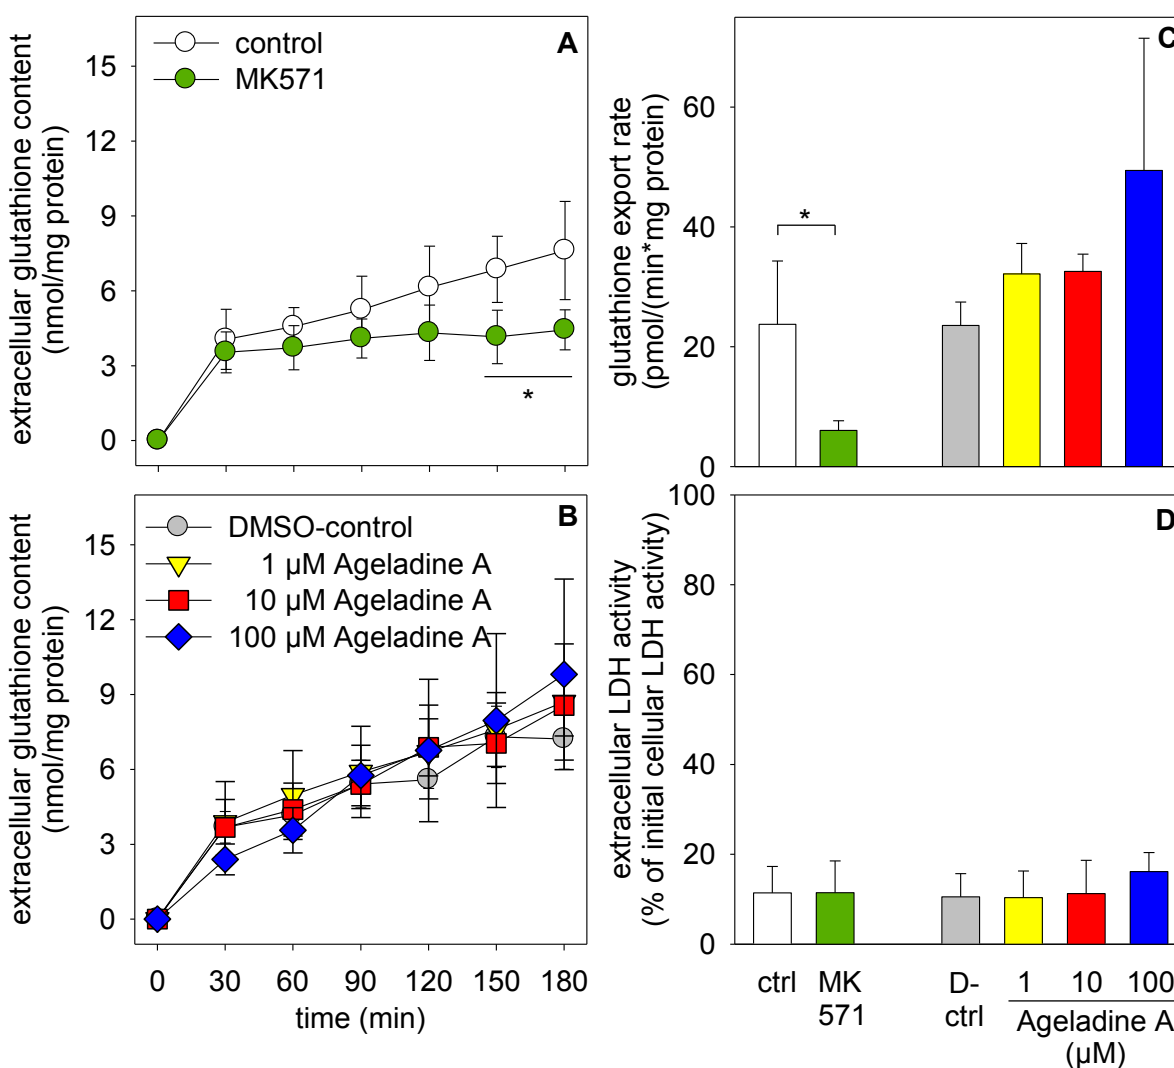 A
control
MK571
extracellular glutathione content
(nmol/mg protein)
15
12
9
6
3
0
*
C
glutathione export rate
(pmol/(min*mg protein)
60
40
20
0
*
B
DMSO-control
1 µM Ageladine A
10 µM Ageladine A
100 µM Ageladine A
extracellular glutathione content
(nmol/mg protein)
15
12
9
6
3
0
0 30 60 90 120 150 180
time (min)
D
extracellular LDH activity
(% of initial cellular LDH activity)
100
80
60
40
20
0
ctrl MK D- 1 10 100
571 ctrl Ageladine A
(µM)